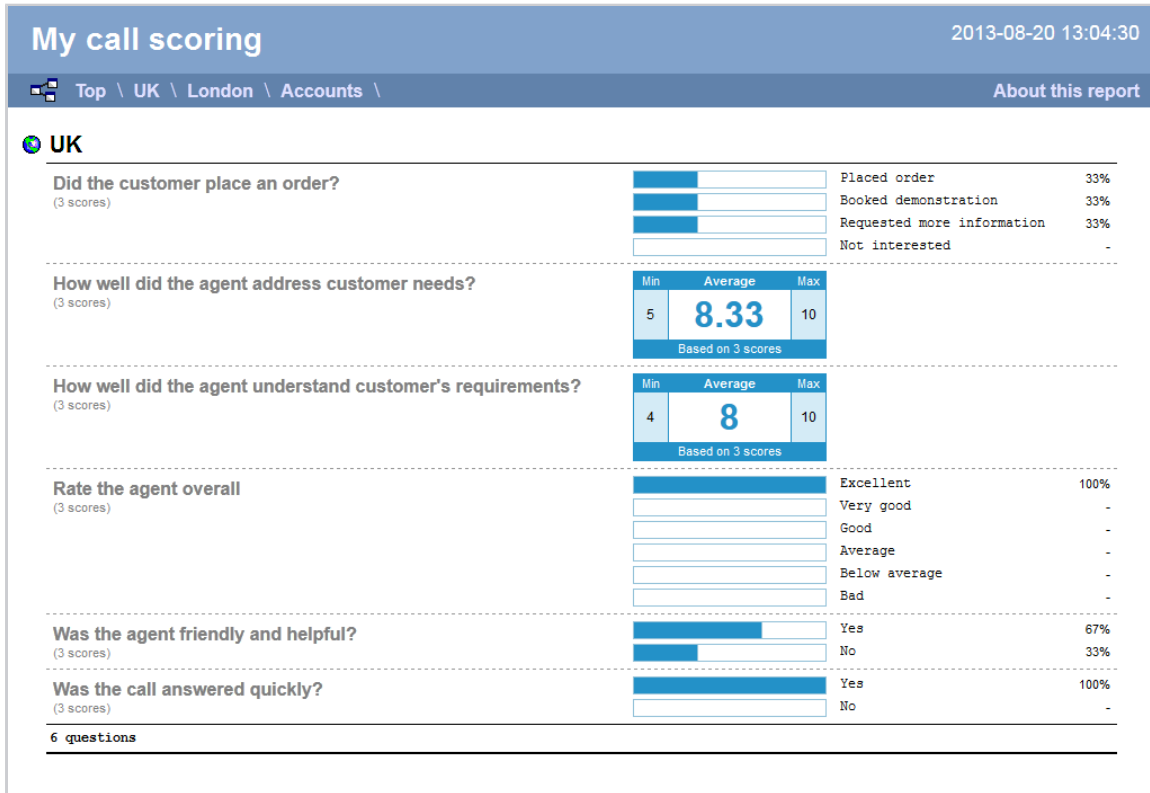 My call scoring
2013-08-20 13:04:30
Top \ UK \ London \ Accounts \
About this report
UK
Did the customer place an order?
(3 scores)
Placed order 33%
Booked demonstration 33%
Requested more information 33%
Not interested -
How well did the agent address customer needs?
(3 scores)
Min Average Max
5 8.33 10
Based on 3 scores
How well did the agent understand customer's requirements?
(3 scores)
Min Average Max
4 8 10
Based on 3 scores
Rate the agent overall
(3 scores)
Excellent 100%
Very good -
Good -
Average -
Below average -
Bad -
Was the agent friendly and helpful?
(3 scores)
Yes 67%
No 33%
Was the call answered quickly?
(3 scores)
Yes 100%
No -
6 questions